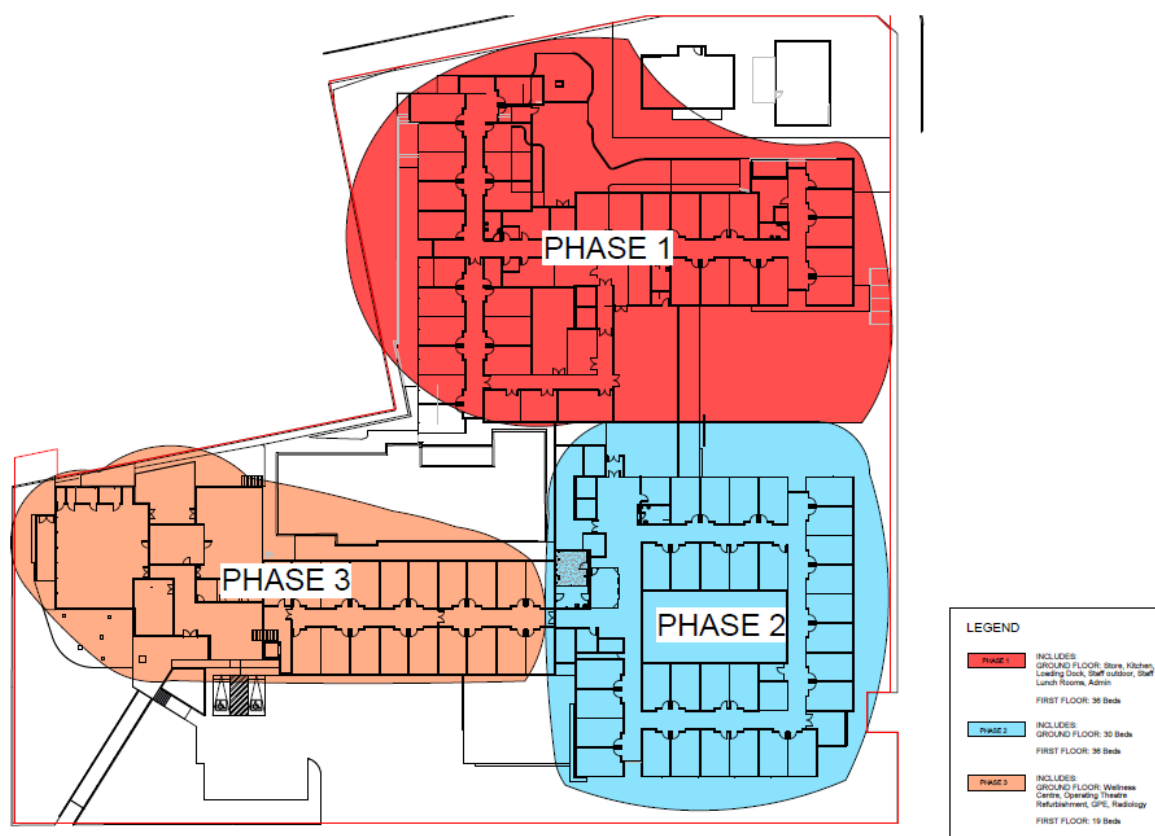 PHASE 1
PHASE 3
PHASE 2
LEGEND
PHASE 1
INCLUDES:
GROUND FLOOR: Store, Kitchen,
Loading Dock, Staff outdoor, Staff
Lunch Rooms, Admin
FIRST FLOOR: 36 Beds
PHASE 2
INCLUDES:
GROUND FLOOR: 30 Beds
FIRST FLOOR: 36 Beds
PHASE 3
INCLUDES:
GROUND FLOOR: Wellness
Centre, Operating Theatre
Refurbishment, GPE, Radiology
FIRST FLOOR: 19 Beds